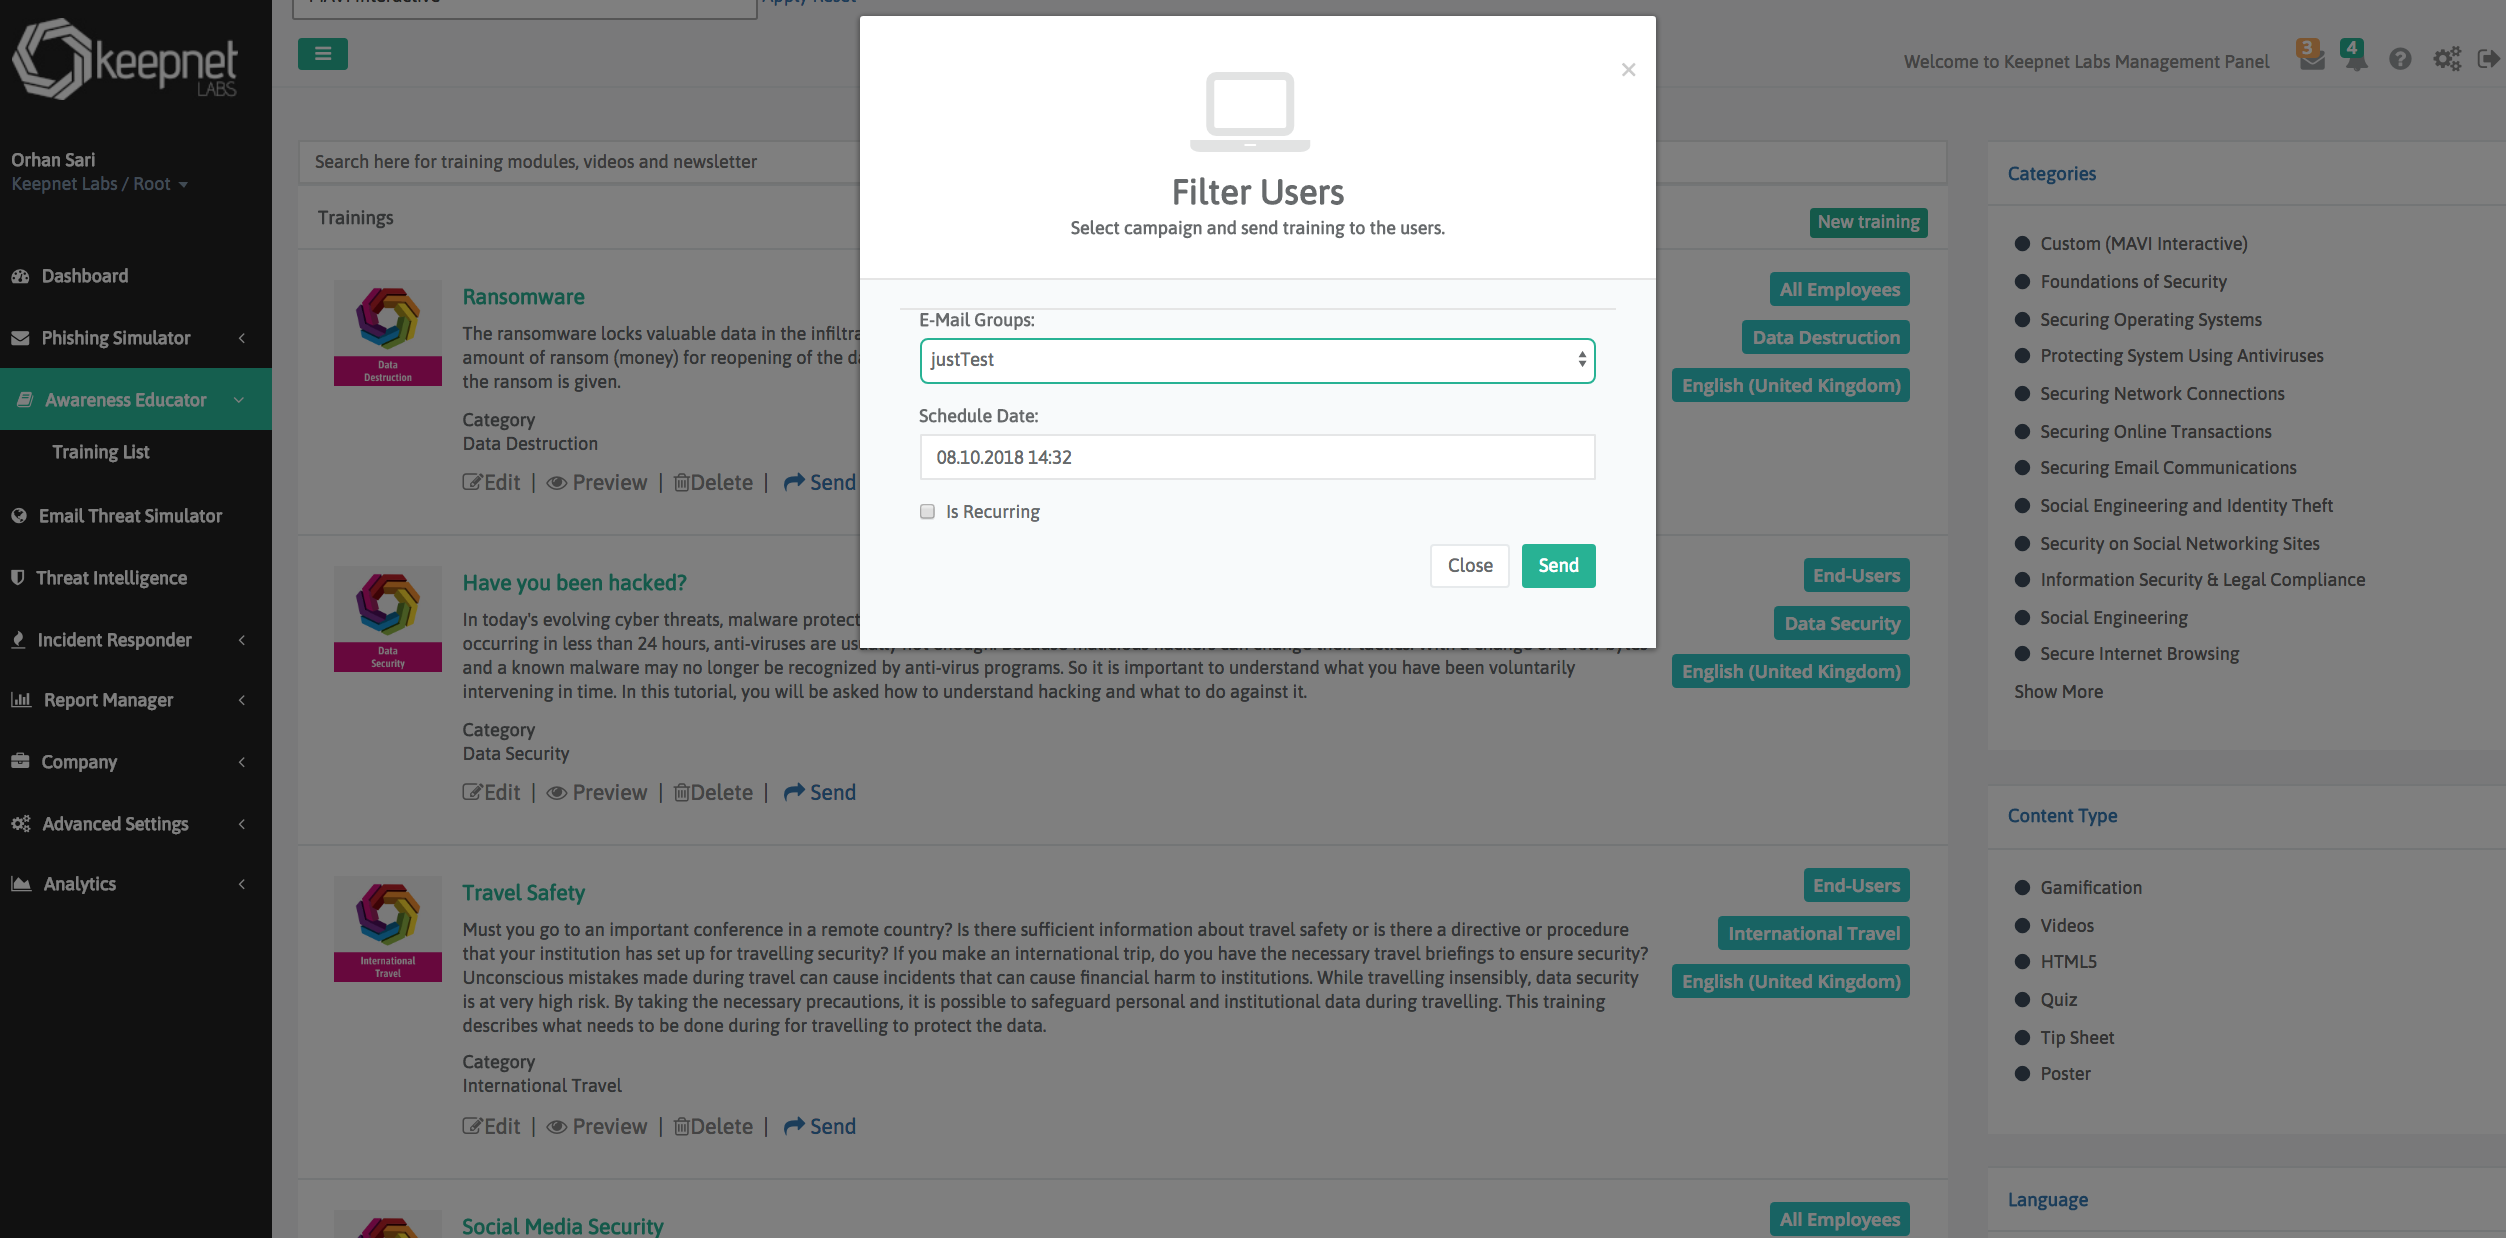 keepnet
LABS
Orhan Sari
Keepnet Labs / Root
Dashboard
Phishing Simulator
Awareness Educator
Training List
Email Threat Simulator
Threat Intelligence
Incident Responder
Report Manager
Company
Advanced Settings
Analytics
Welcome to Keepnet Labs Management Panel
3
4
Search here for training modules, videos and newsletter
Trainings
New training
Ransomware
The ransomware locks valuable data in the
amount of ransom (money) for reopening of the
the ransom is given.
Category
Data Destruction
Edit | Preview | Delete | Send
Data
Destruction
All Employees
Data Destruction
English (United Kingdom)
Have you been hacked?
In today's evolving cyber threats, malware
occurring in less than 24 hours, anti-viruses are
and a known malware may no longer be recognized by anti-virus programs. So it is important to understand what you have been voluntarily
intervening in time. In this tutorial, you will be asked how to understand hacking and what to do against it.
Category
Data Security
Edit | Preview | Delete | Send
Data
Security
End-Users
Data Security
English (United Kingdom)
Travel Safety
Must you go to an important conference in a remote country? Is there sufficient information about travel safety or is there a directive or procedure
that your institution has set up for travelling security? If you make an international trip, do you have the necessary travel briefings to ensure security?
Unconscious mistakes made during travel can cause incidents that can cause financial harm to institutions. While travelling insensibly, data security
is at very high risk. By taking the necessary precautions, it is possible to safeguard personal and institutional data during travelling. This training
describes what needs to be done during for travelling to protect the data.
Category
International Travel
Edit | Preview | Delete | Send
International
Travel
End-Users
International Travel
English (United Kingdom)
Social Media Security
All Employees
Filter Users
Select campaign and send training to the users.
E-Mail Groups:
justTest
Schedule Date:
08.10.2018 14:32
Is Recurring
Close
Send
×
Categories
Custom (MAVI Interactive)
Foundations of Security
Securing Operating Systems
Protecting System Using Antiviruses
Securing Network Connections
Securing Online Transactions
Securing Email Communications
Social Engineering and Identity Theft
Security on Social Networking Sites
Information Security & Legal Compliance
Social Engineering
Secure Internet Browsing
Show More
Content Type
Gamification
Videos
HTML5
Quiz
Tip Sheet
Poster
Language